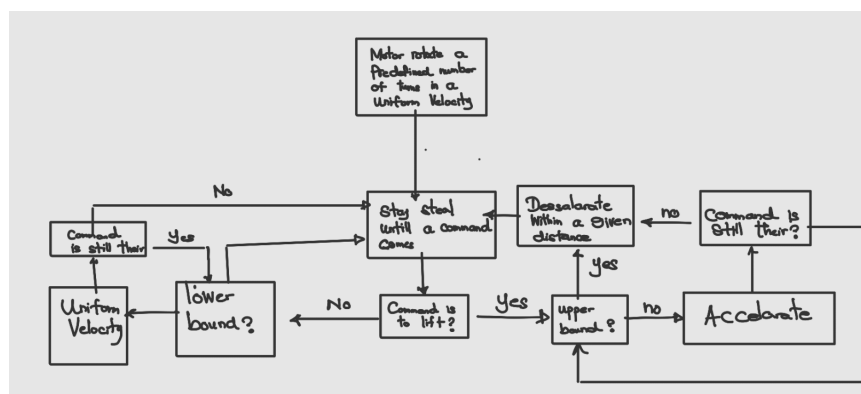 Motor rotate a
Predefined number
of time in a
Uniform Velocity
No
Stay steal
untill a command
comes
Dessalarate
Within a given
distance
no
Command is
still their?
Command
is still their
Yes
yes
Uniform
Velocity
lower
bound?
No
Command is
to lift?
Yes
upper
bound?
no
Accelarate